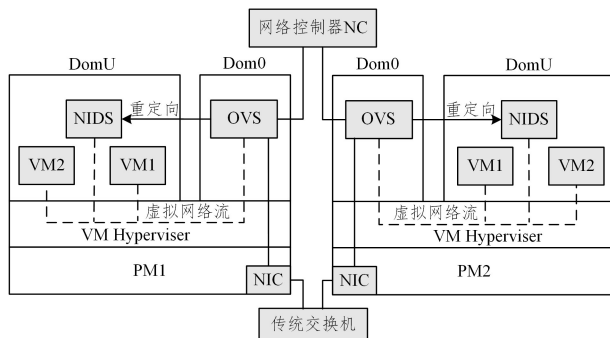 网络控制器NC
DomU
Dom0
Dom0
DomU
NIDS
重定向
OVS
OVS
重定向
NIDS
VM2
VM1
VM1
VM2
虚拟网络流
虚拟网络流
VM Hyperviser
VM Hyperviser
PM1
NIC
NIC
PM2
传统交换机